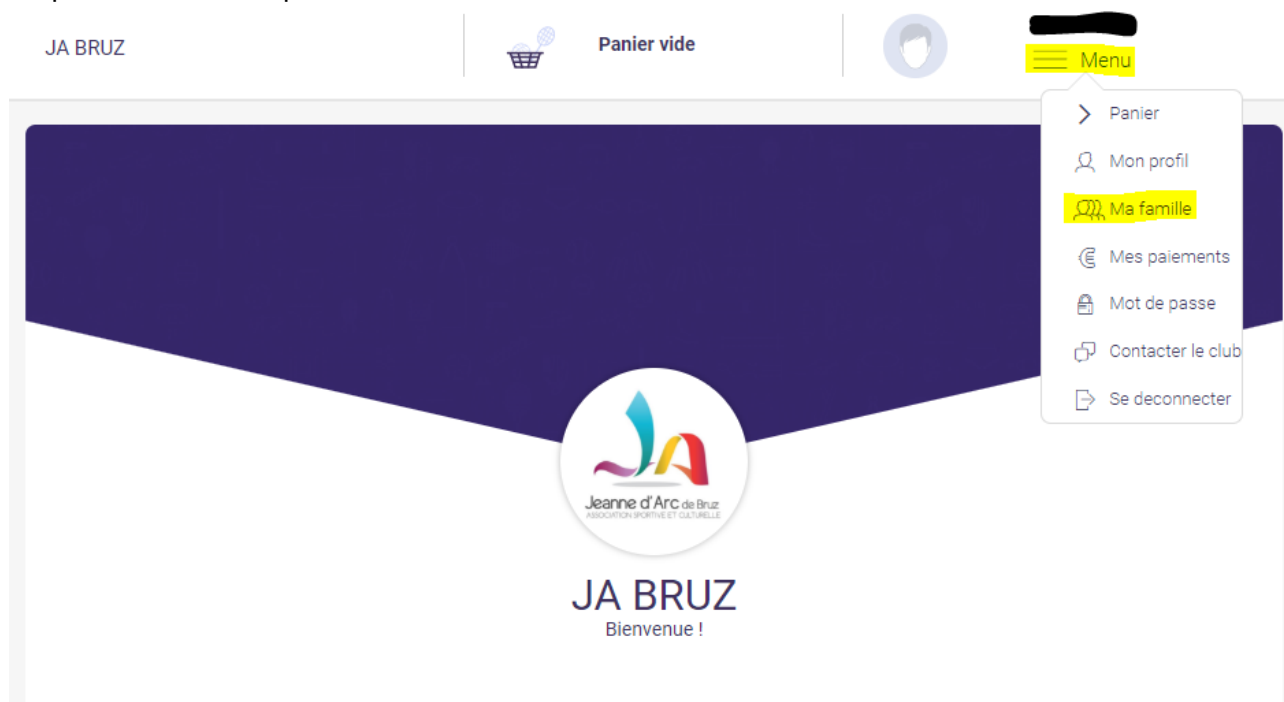 JA BRUZ
Panier vide
Menu
Panier
Mon profil
Ma famille
Mes paiements
Mot de passe
Contacter le club
Se deconnecter
JA
Jeanne d'Arc de Bruz
ASSOCIATION SPORTIVE ET CULTURELLE
JA BRUZ
Bienvenue !